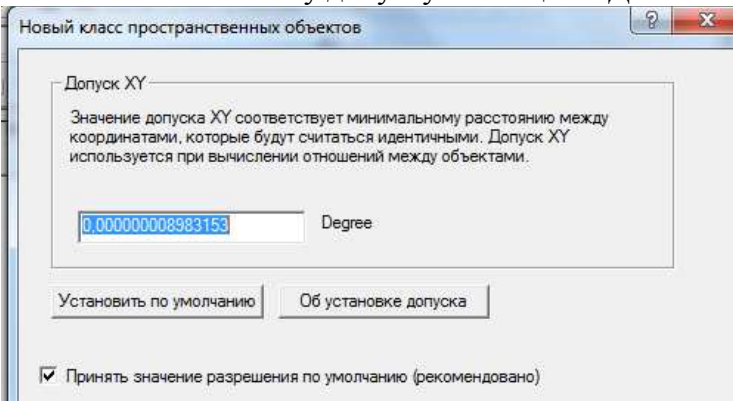 Новый класс пространственных объектов
Допуск XY
Значение допуска XY соответствует минимальному расстоянию между
координатами, которые будут считаться идентичными. Допуск XY
используется при вычислении отношений между объектами.
0,000000008983153 Degree
Установить по умолчанию Об установке допуска
Принять значение разрешения по умолчанию (рекомендовано)